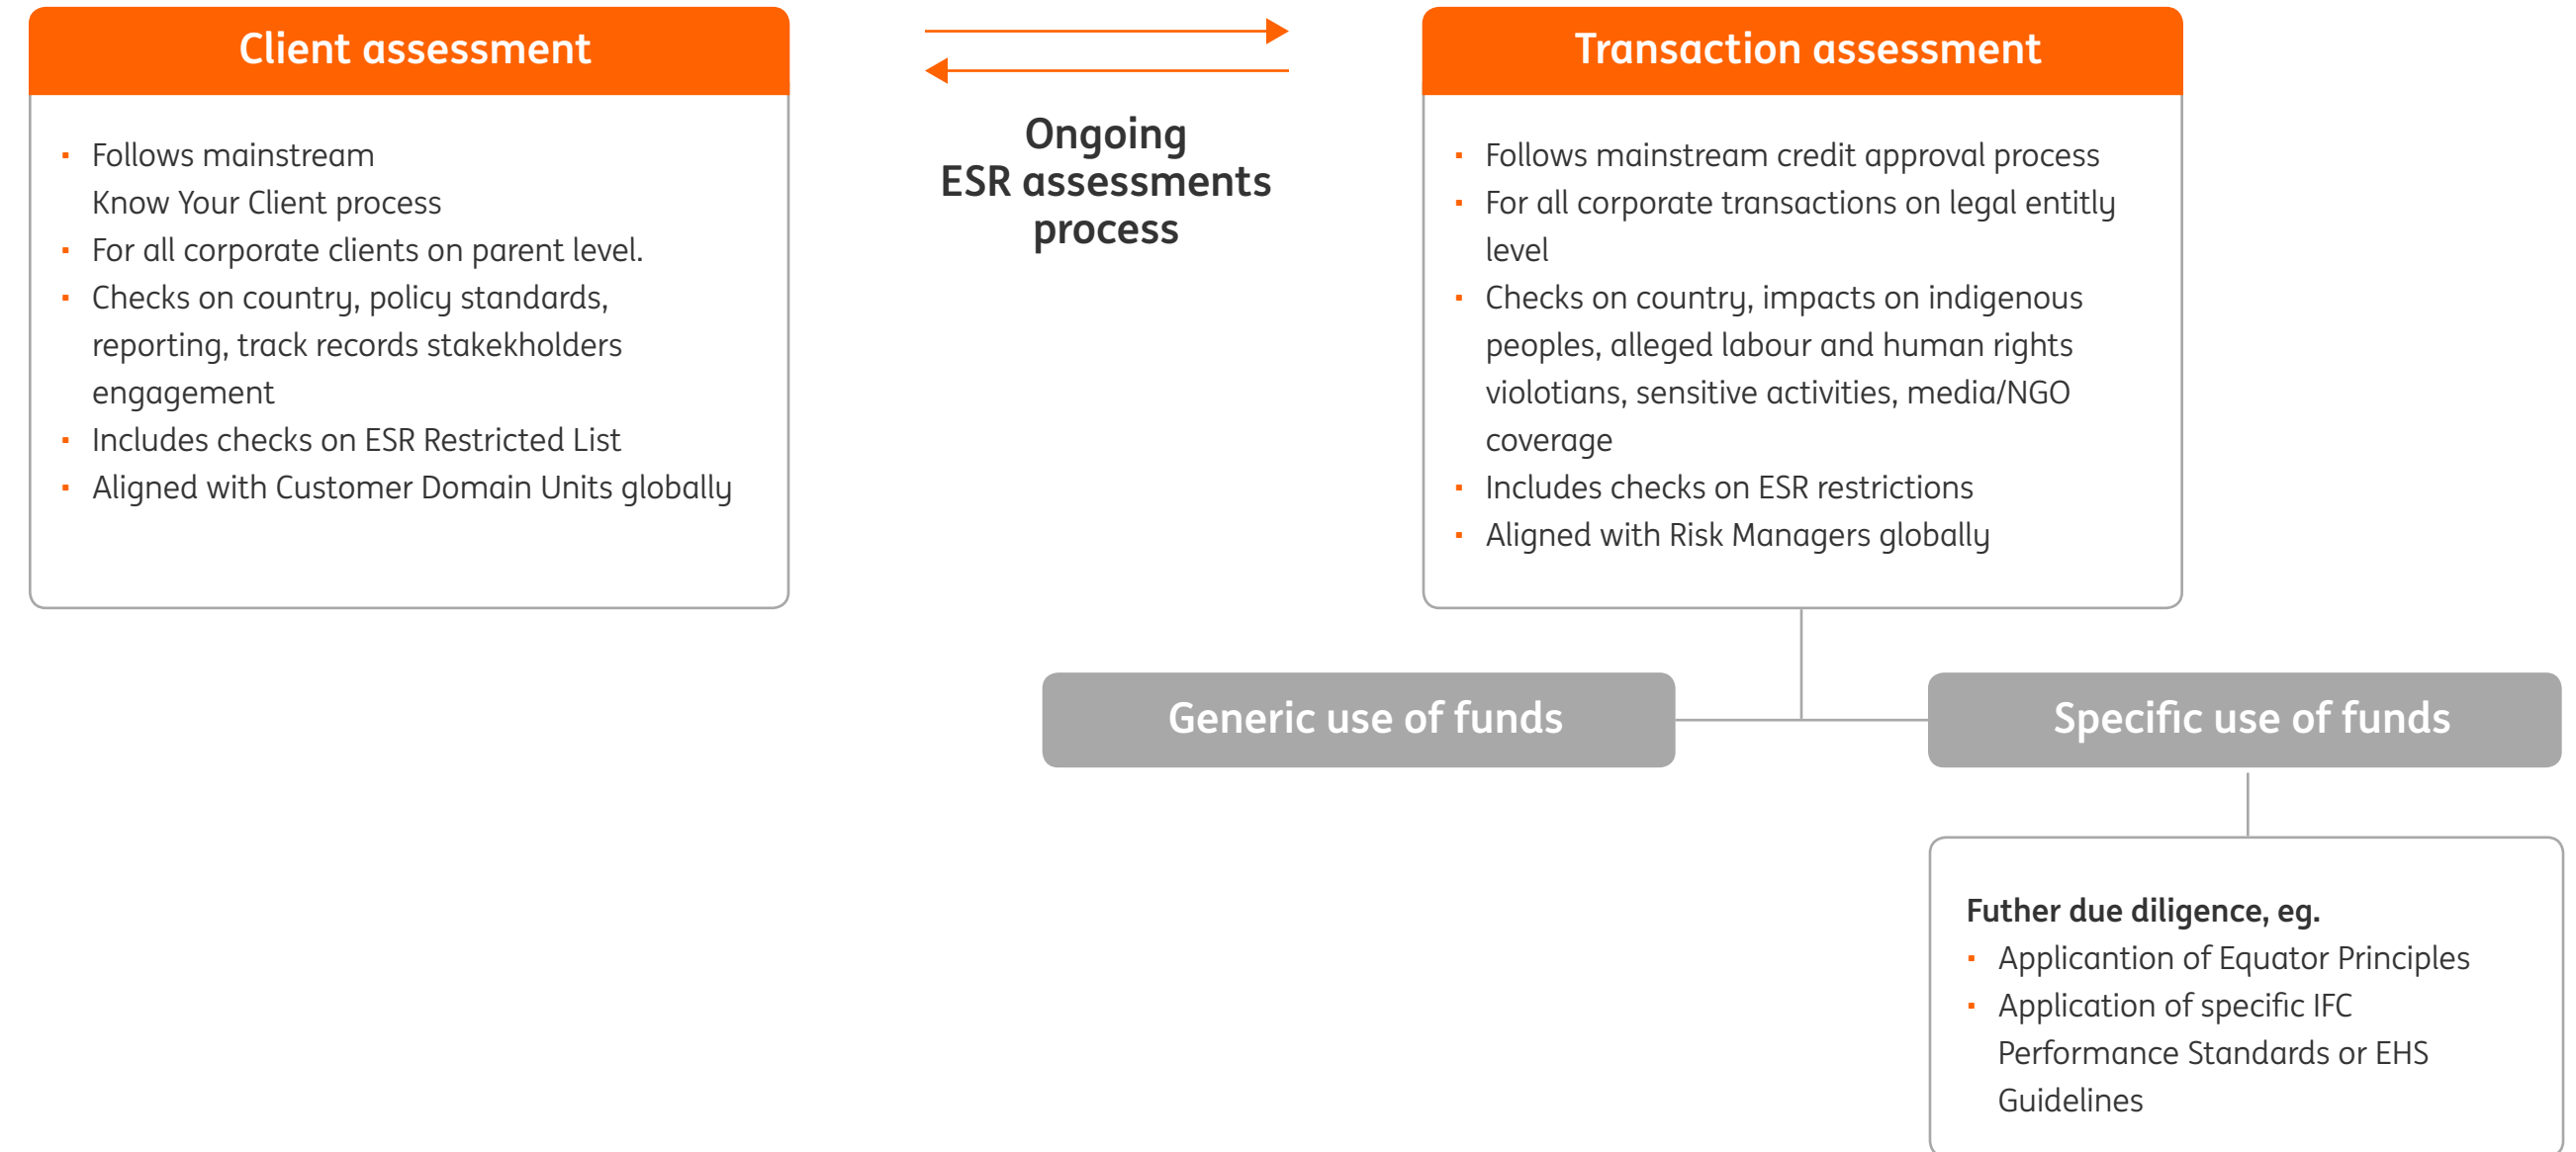 Client assessment
Follows mainstream
Know Your Client process
For all corporate clients on parent level.
Checks on country, policy standards,
reporting, track records stakekholders
engagement
Includes checks on ESR Restricted List
Aligned with Customer Domain Units globally
Ongoing
ESR assessments
process
Transaction assessment
Follows mainstream credit approval process
For all corporate transactions on legal entitly
level
Checks on country, impacts on indigenous
peoples, alleged labour and human rights
violotians, sensitive activities, media/NGO
coverage
Includes checks on ESR restrictions
Aligned with Risk Managers globally
Generic use of funds
Specific use of funds
Futher due diligence, eg.
Applicantion of Equator Principles
Application of specific IFC
Performance Standards or EHS
Guidelines